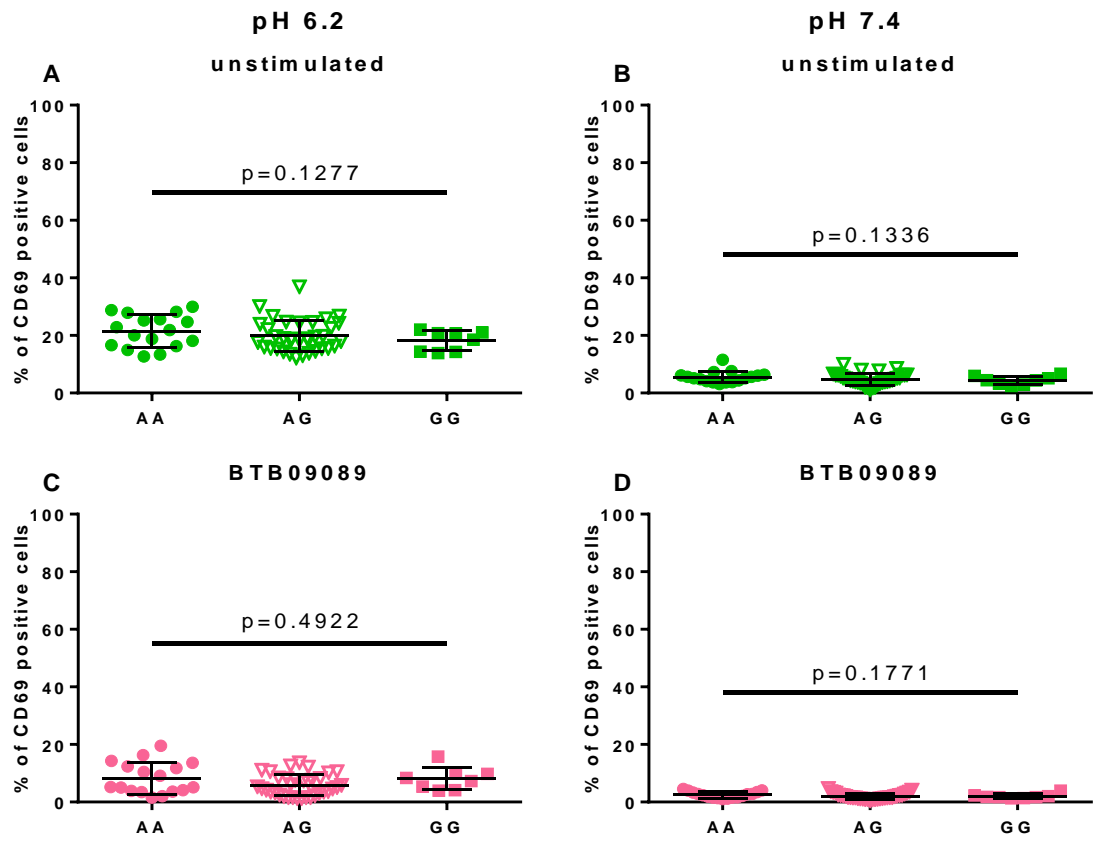 pH 6.2
pH 7.4
A
unstimulated
% of CD69 positive cells
100
80
60
40
20
0
p=0.1277
AA
AG
GG
B
unstimulated
% of CD69 positive cells
100
80
60
40
20
0
p=0.1336
AA
AG
GG
C
BTB09089
% of CD69 positive cells
100
80
60
40
20
0
p=0.4922
AA
AG
GG
D
BTB09089
% of CD69 positive cells
100
80
60
40
20
0
p=0.1771
AA
AG
GG